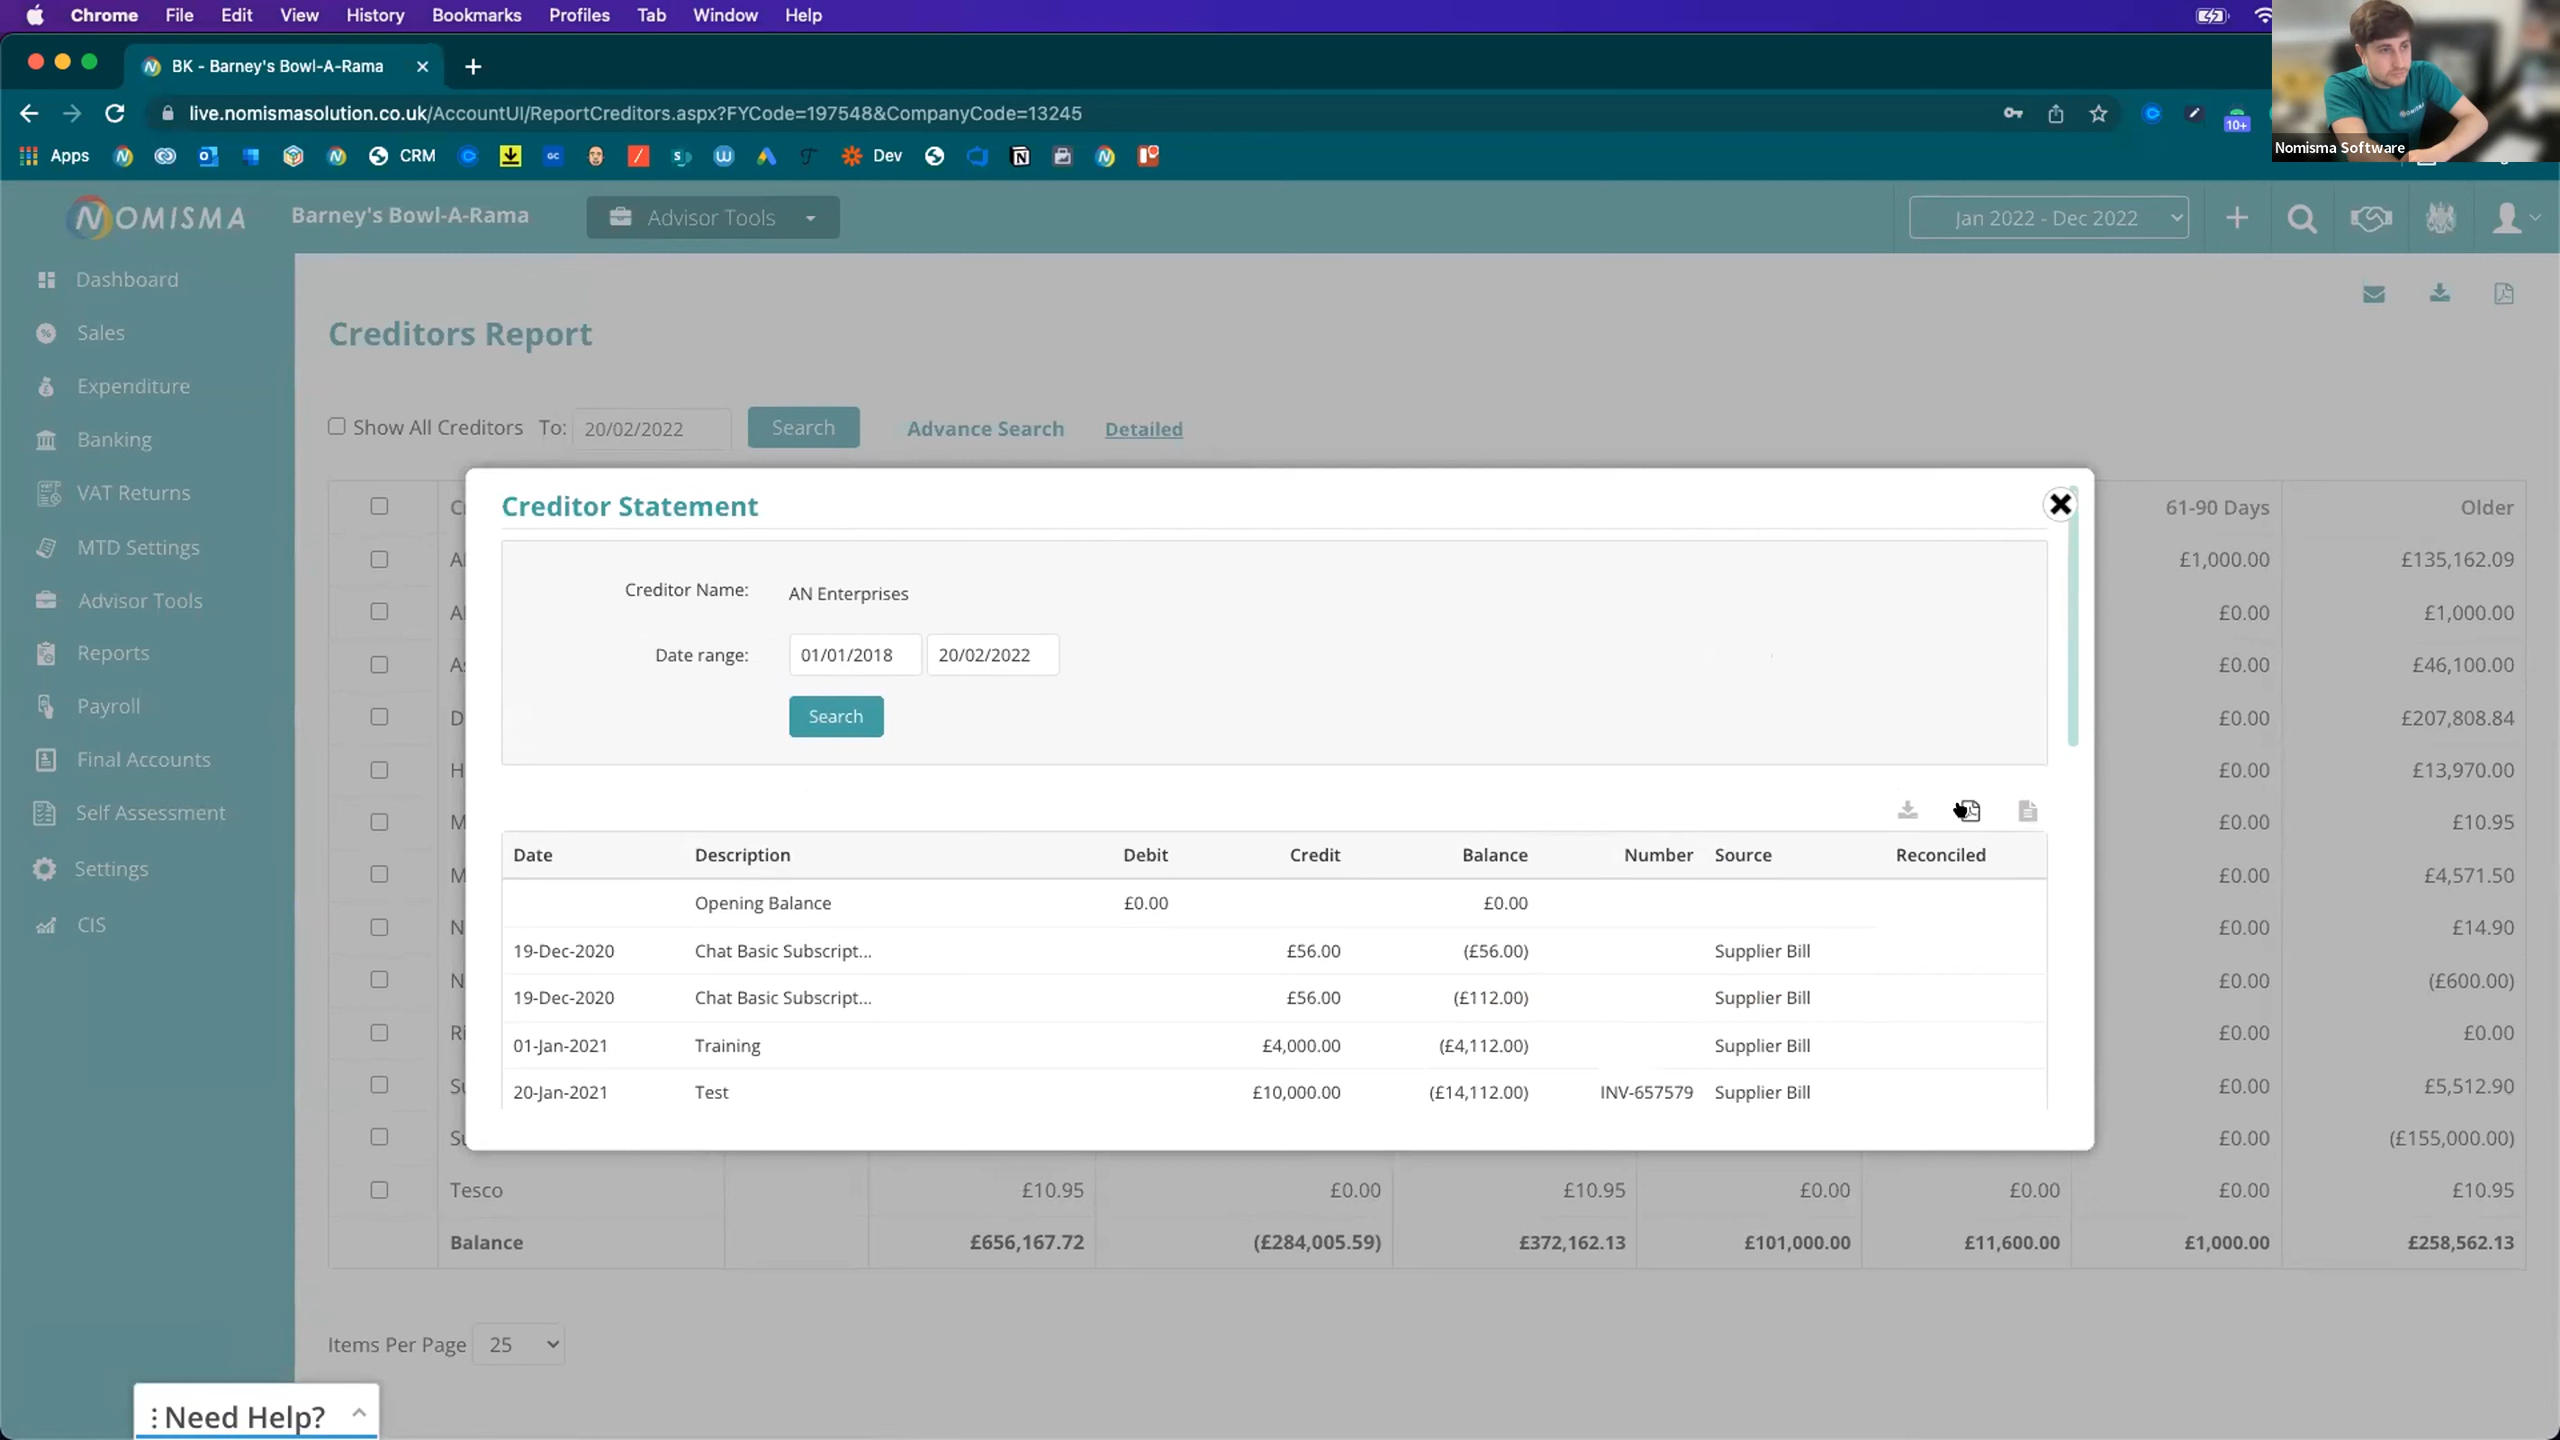 Chrome File Edit View History Bookmarks Profiles Tab Window Help
BK - Barney's Bowl-A-Rama
live.nomismasolution.co.uk/AccountUI/ReportCreditors.aspx?FYCode=197548&CompanyCode=13245
10+
Nomisma Software
Apps CRM GC Dev
NOMISMA Barney's Bowl-A-Rama Advisor Tools Jan 2022 - Dec 2022
Dashboard
Sales
Expenditure
Banking
VAT Returns
MTD Settings
Advisor Tools
Reports
Payroll
Final Accounts
Self Assessment
Settings
CIS
Creditors Report
Show All Creditors To: 20/02/2022 Search Advance Search Detailed
61-90 Days Older
£1,000.00 £135,162.09
£0.00 £1,000.00
£0.00 £46,100.00
£0.00 £207,808.84
£0.00 £13,970.00
£0.00 £10.95
£0.00 £4,571.50
£0.00 £14.90
£0.00 (£600.00)
£0.00 £0.00
£0.00 £5,512.90
£0.00 (£155,000.00)
Creditor Statement
Creditor Name: AN Enterprises
Date range: 01/01/2018 20/02/2022
Search
Date Description Debit Credit Balance Number Source Reconciled
Opening Balance £0.00 £0.00
19-Dec-2020 Chat Basic Subscript... £56.00 (£56.00) Supplier Bill
19-Dec-2020 Chat Basic Subscript... £56.00 (£112.00) Supplier Bill
01-Jan-2021 Training £4,000.00 (£4,112.00) Supplier Bill
20-Jan-2021 Test £10,000.00 (£14,112.00) INV-657579 Supplier Bill
Tesco £10.95 £0.00 £10.95 £0.00 £0.00 £0.00 £10.95
Balance £656,167.72 (£284,005.59) £372,162.13 £101,000.00 £11,600.00 £1,000.00 £258,562.13
Items Per Page 25
Need Help?